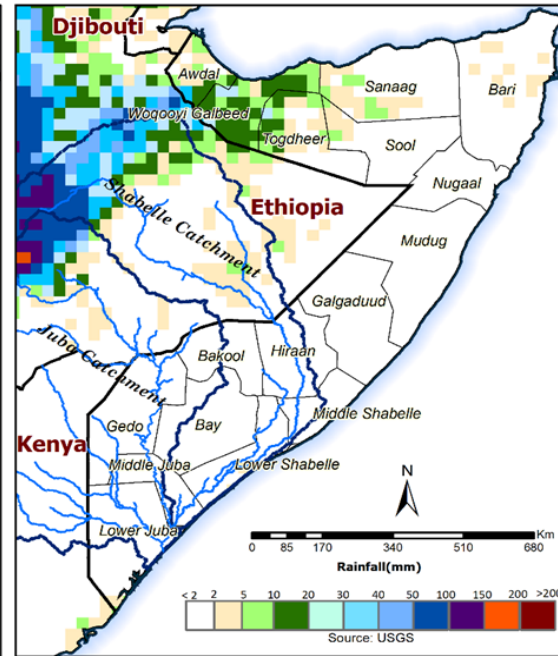 Djibouti
Awdal
Sanaag
Bari
Woqooyi Galbeed
Togdheer
Sool
Nugaal
Shabelle Catchment
Ethiopia
Mudug
Galgaduud
Juba Catchment
Bakool
Hiraan
Gedo
Bay
Middle Shabelle
Kenya
Middle Juba
Lower Shabelle
N
Lower Juba
Km
0 85 170 340 510 680
Rainfall(mm)
< 2 2 5 10 20 30 40 50 100 150 200 >200
Source: USGS